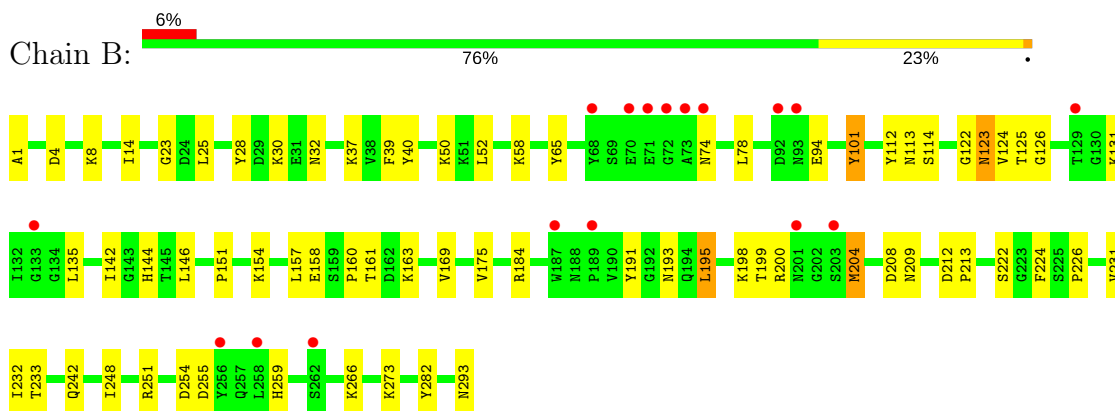 6%
Chain B:
76% 23% •
A1 D4 K8 I14 G23 D24 L25 Y28 D29 K30 E31 N32 K37 V38 F39 Y40 K50 K51 L52 K58 Y65 Y68 S69 E70 E71 G72 A73 N74 L78 D92 N93 E94 Y101 Y112 N113 S114 G122 N123 V124 T125 G126 T129 G130 K131
I132 G133 G134 L135 I142 G143 H144 T145 L146 P151 K154 L157 E158 S159 P160 T161 D162 K163 V169 V175 R184 W187 N188 P189 V190 Y191 G192 N193 Q194 L195 K198 T199 R200 N201 G202 S203 M204 D208 N209 D212 P213 S222 G223 F224 S225 P226
I232 T233 Q242 I248 R251 D254 D255 Y256 Q257 L258 H259 S262 K266 K273 Y282 N293